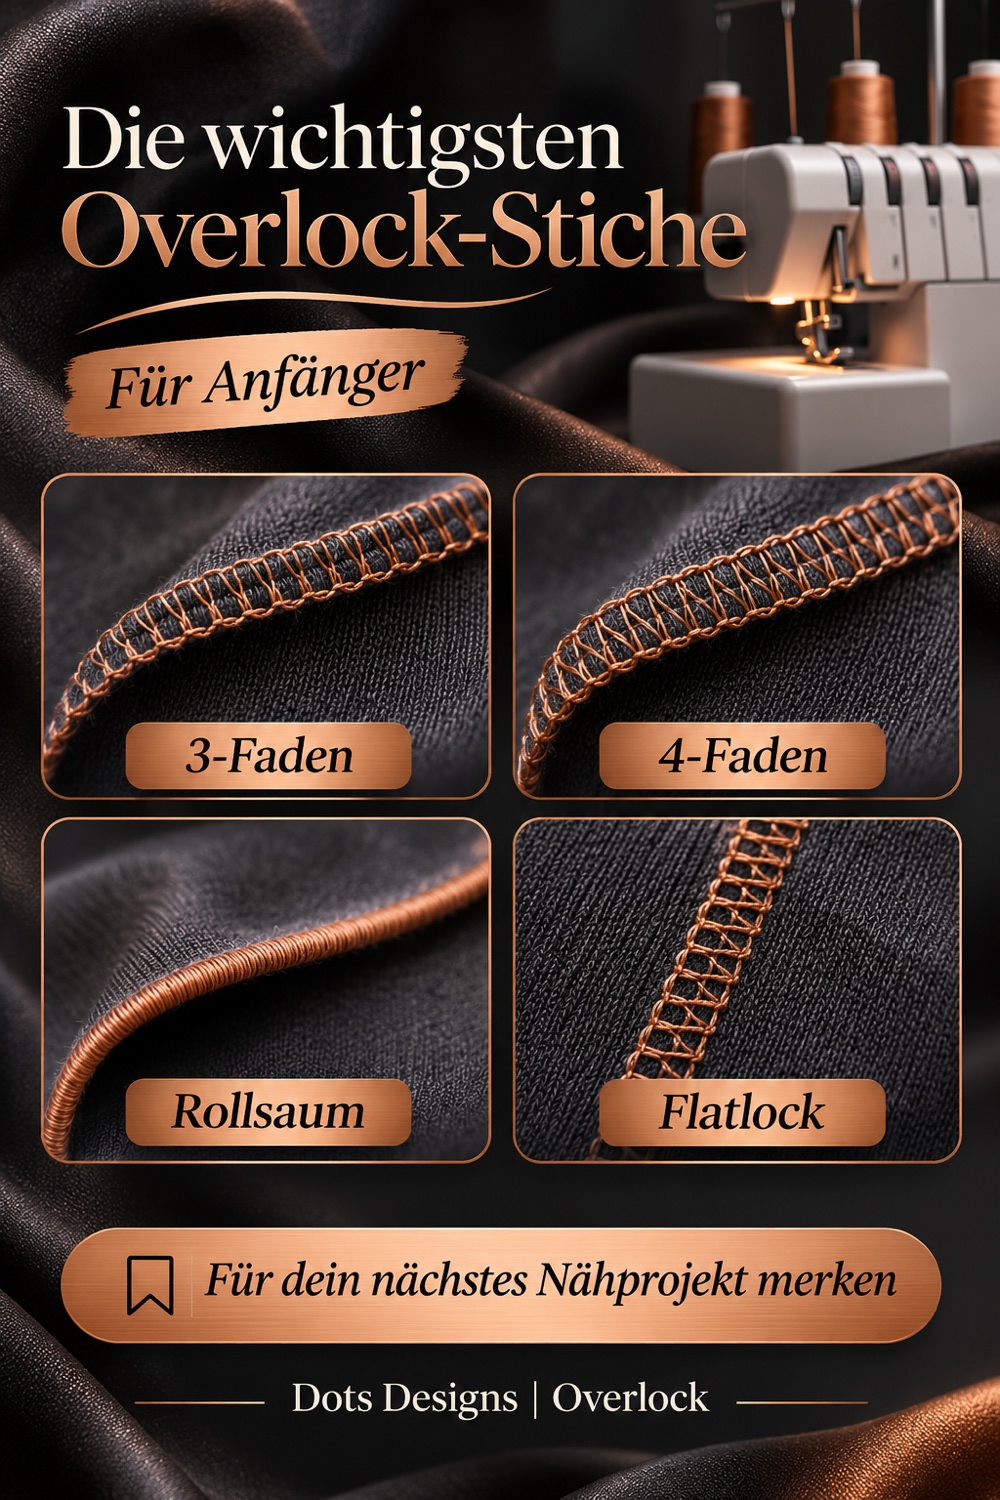 Die wichtigsten
Overlock-Stiche
Für Anfänger
3-Faden
4-Faden
Rollsaum
Flatlock
Für dein nächstes Nähprojekt merken
Dots Designs | Overlock